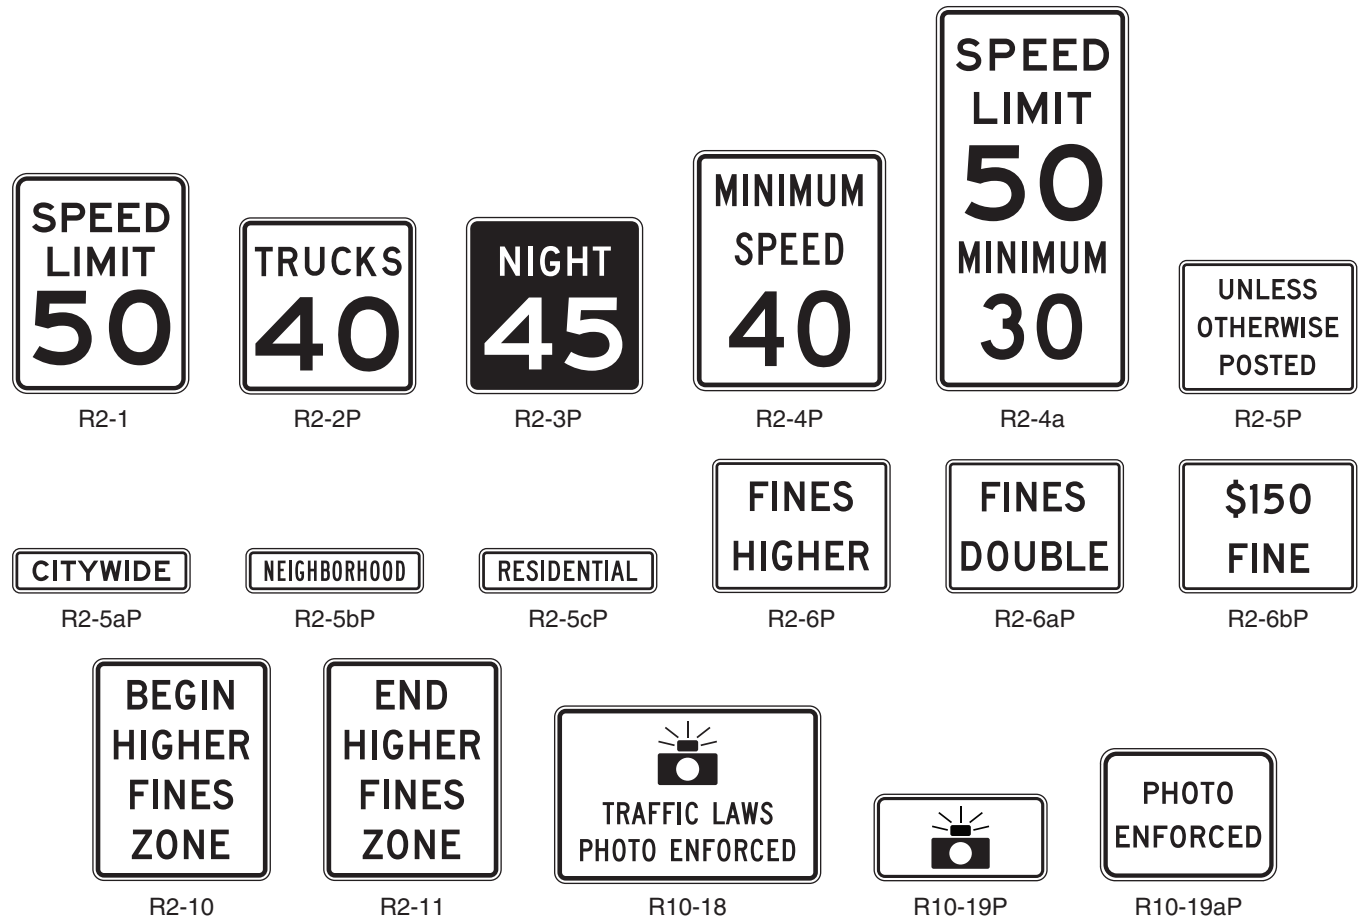 SPEED
LIMIT
50
R2-1
TRUCKS
40
R2-2P
NIGHT
45
R2-3P
MINIMUM
SPEED
40
R2-4P
SPEED
LIMIT
50
MINIMUM
30
R2-4a
UNLESS
OTHERWISE
POSTED
R2-5P
CITYWIDE
R2-5aP
NEIGHBORHOOD
R2-5bP
RESIDENTIAL
R2-5cP
FINES
HIGHER
R2-6P
FINES
DOUBLE
R2-6aP
$150
FINE
R2-6bP
BEGIN
HIGHER
FINES
ZONE
R2-10
END
HIGHER
FINES
ZONE
R2-11
TRAFFIC LAWS
PHOTO ENFORCED
R10-18
R10-19P
PHOTO
ENFORCED
R10-19aP